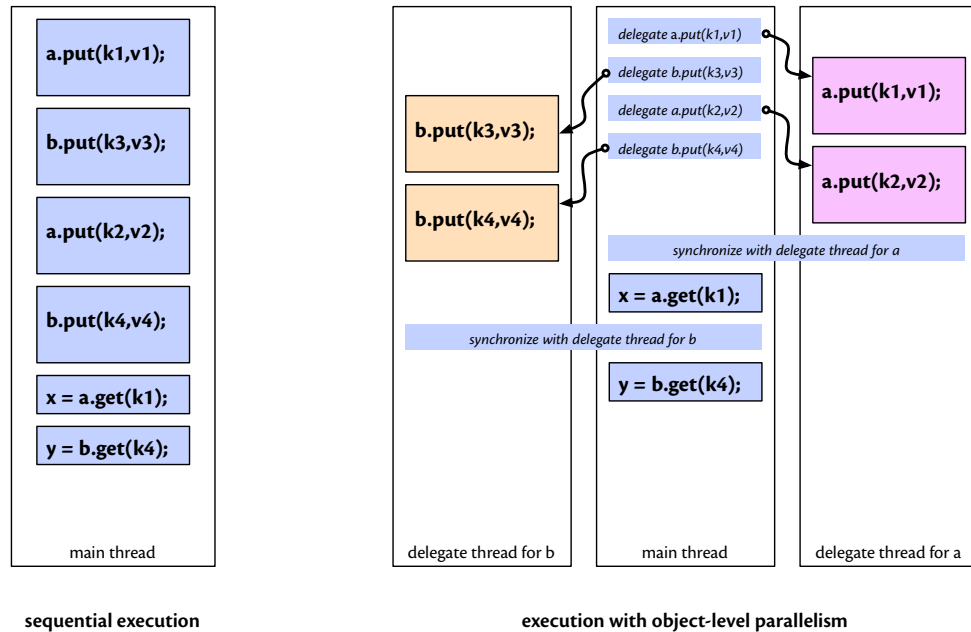 a.put(k1,v1);
b.put(k3,v3);
a.put(k2,v2);
b.put(k4,v4);
x = a.get(k1);
y = b.get(k4);
main thread
sequential execution
b.put(k3,v3);
b.put(k4,v4);
delegate thread for b
delegate a.put(k1,v1)
delegate b.put(k3,v3)
delegate a.put(k2,v2)
delegate b.put(k4,v4)
synchronize with delegate thread for a
x = a.get(k1);
synchronize with delegate thread for b
y = b.get(k4);
main thread
a.put(k1,v1);
a.put(k2,v2);
delegate thread for a
execution with object-level parallelism